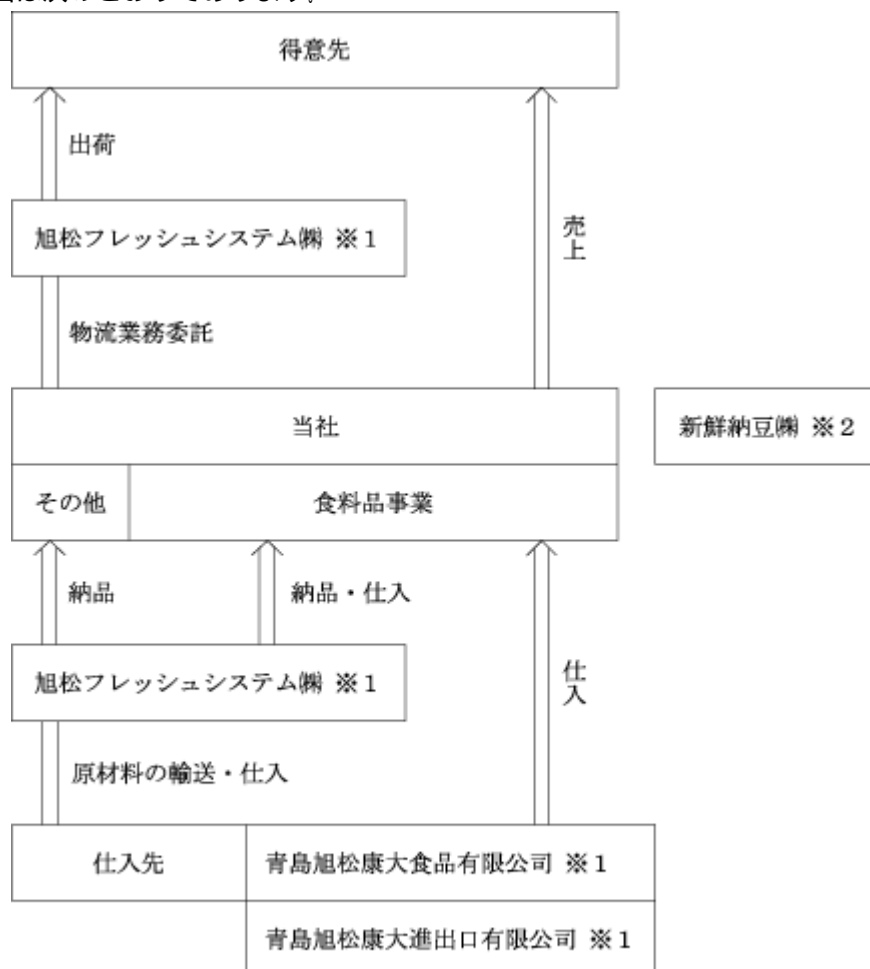 得意先
出荷
旭松フレッシュシステム㈱ ※1
売上
物流業務委託
当社
新鮮納豆㈱ ※2
その他
食料品事業
納品
納品・仕入
旭松フレッシュシステム㈱ ※1
仕入
原材料の輸送・仕入
仕入先
青島旭松康大食品有限公司 ※1
青島旭松康大進出口有限公司 ※1